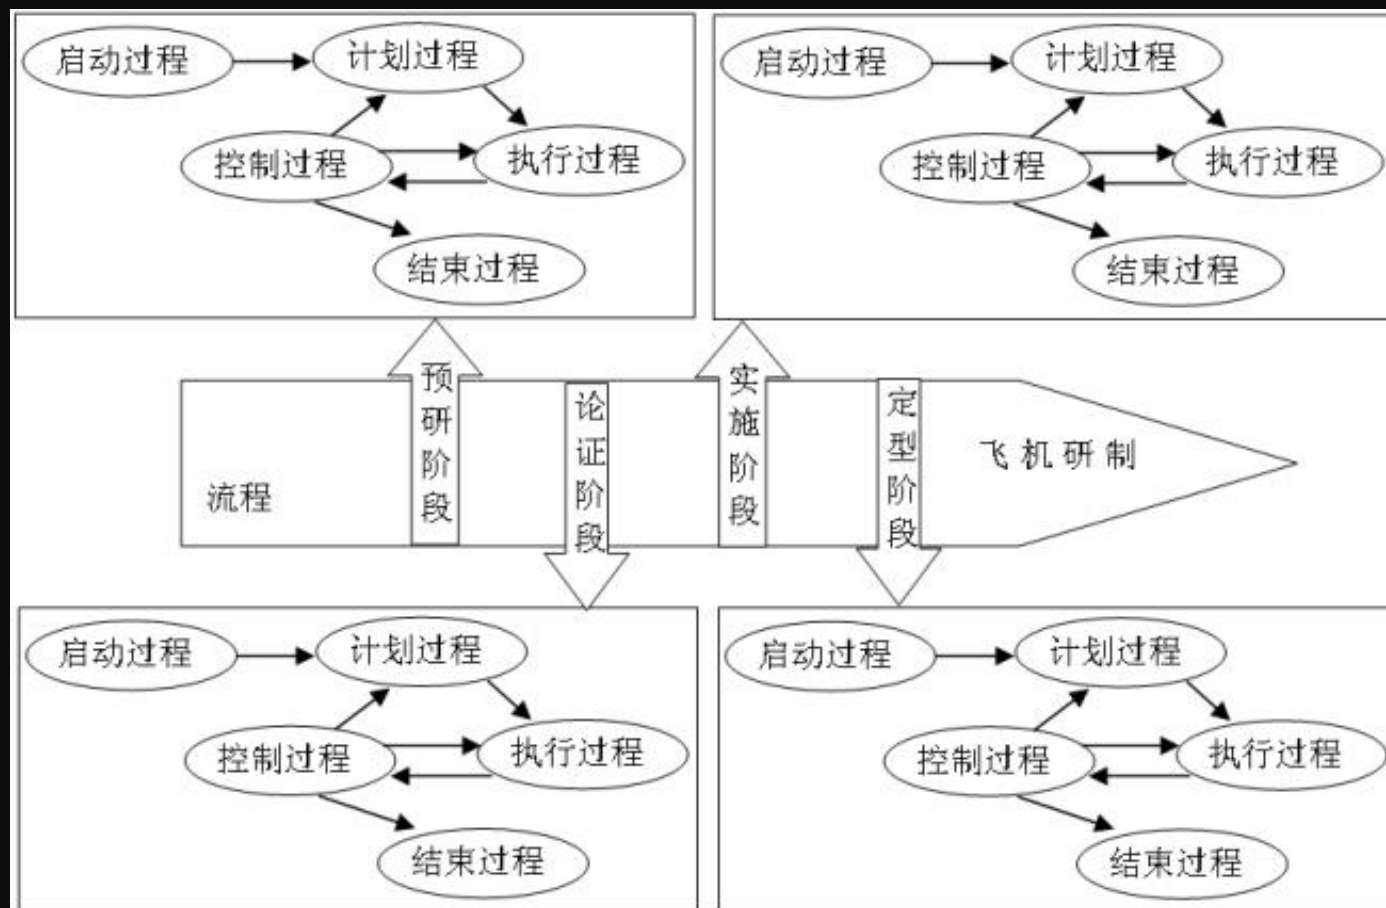 启动过程
计划过程
控制过程
执行过程
结束过程
启动过程
计划过程
控制过程
执行过程
结束过程
流程
预研阶段
论证阶段
实施阶段
定型阶段
飞机研制
启动过程
计划过程
控制过程
执行过程
结束过程
启动过程
计划过程
控制过程
执行过程
结束过程